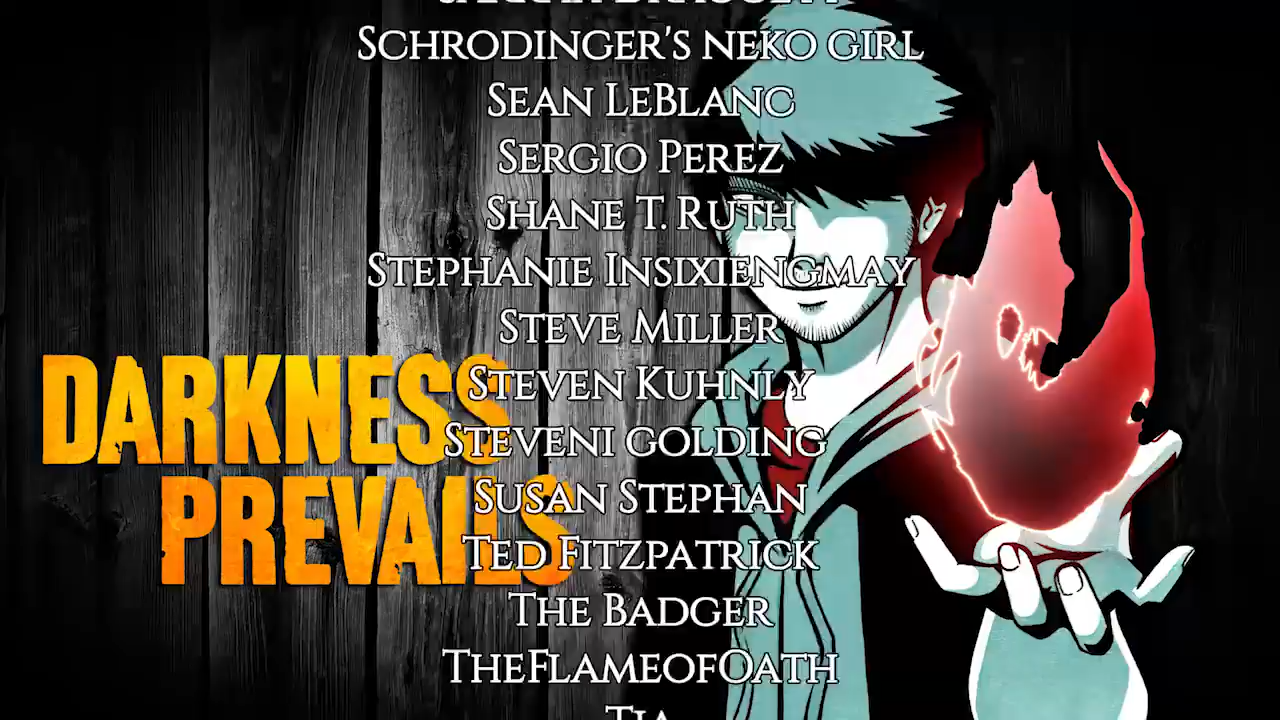 Schrodinger's neko girl
Sean LeBlanc
Sergio Perez
Shane T. Ruth
Stephanie Insixiengmay
Steve Miller
Steven Kuhnly
Steveni golding
Susan Stephan
Ted Fitzpatrick
The Badger
TheFlameofOath
Tia
DARKNESS
PREVAILS